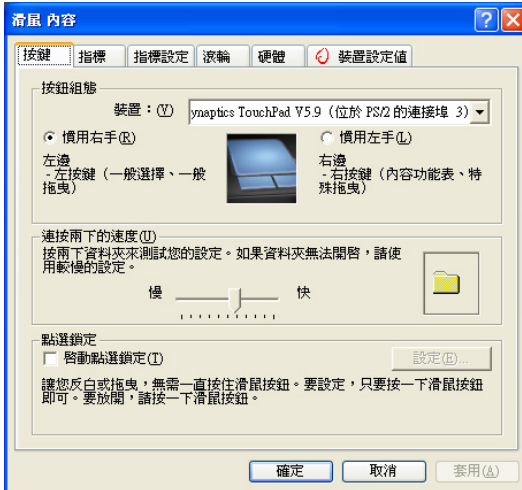 滑鼠 內容
按鍵 指標 指標設定 滾輪 硬體 裝置設定値
按鈕組態
裝置：(V) ynaptics TouchPad V5.9（位於 PS/2 的連接埠 3）
慣用右手(R) 慣用左手(L)
左邊
- 左按鍵（一般選擇、一般
拖曳）
右邊
- 右按鍵（內容功能表、特
殊拖曳）
連按兩下的速度(U)
按兩下資料夾來測試您的設定。如果資料夾無法開啓，請使
用較慢的設定。
慢 快
點選鎖定
啓動點選鎖定(T) 設定(E)...
讓您反白或拖曳，無需一直按住滑鼠按鈕。要設定，只要按一下滑鼠按鈕
即可。要放開，請按一下滑鼠按鈕。
確定 取消 套用(A)